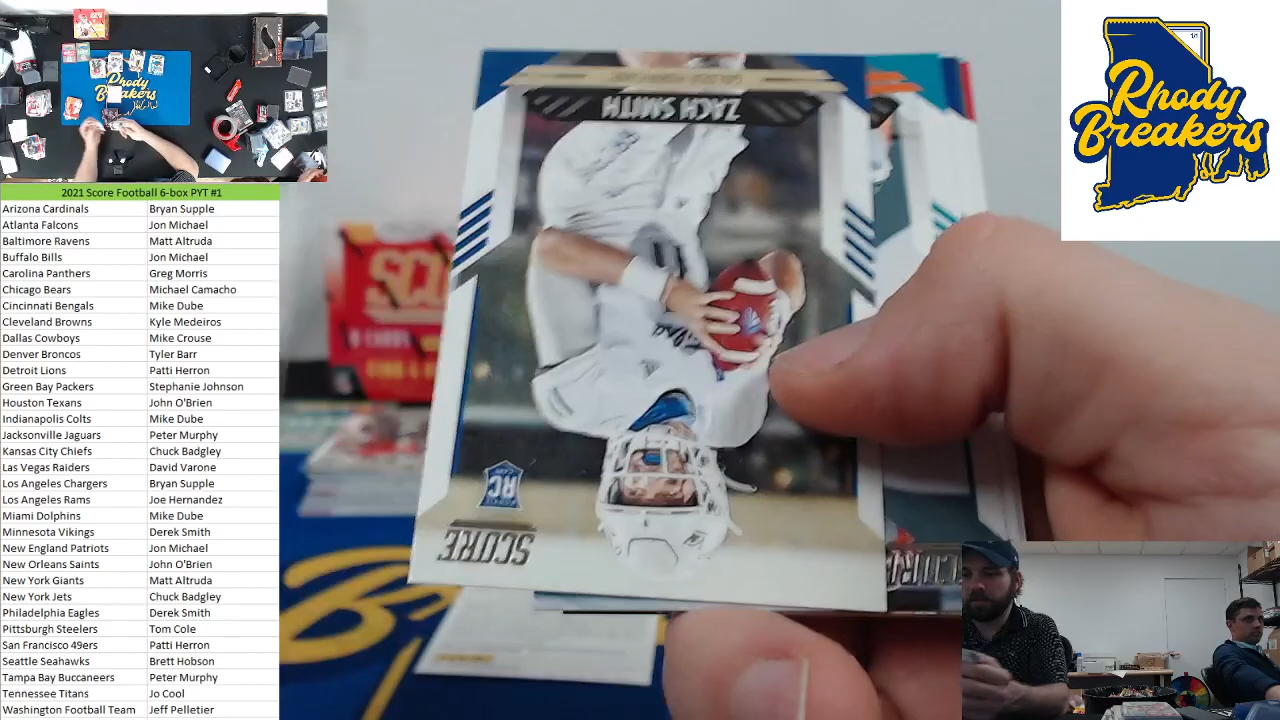 2021 Score Football 6-box PYT #1
Arizona Cardinals Bryan Supple
Atlanta Falcons Jon Michael
Baltimore Ravens Matt Altruda
Buffalo Bills Jon Michael
Carolina Panthers Greg Morris
Chicago Bears Michael Camacho
Cincinnati Bengals Mike Dube
Cleveland Browns Kyle Medeiros
Dallas Cowboys Mike Crouse
Denver Broncos Tyler Barr
Detroit Lions Patti Herron
Green Bay Packers Stephanie Johnson
Houston Texans John O'Brien
Indianapolis Colts Mike Dube
Jacksonville Jaguars Peter Murphy
Kansas City Chiefs Chuck Badgley
Las Vegas Raiders David Varone
Los Angeles Chargers Bryan Supple
Los Angeles Rams Joe Hernandez
Miami Dolphins Mike Dube
Minnesota Vikings Derek Smith
New England Patriots Jon Michael
New Orleans Saints John O'Brien
New York Giants Matt Altruda
New York Jets Chuck Badgley
Philadelphia Eagles Derek Smith
Pittsburgh Steelers Tom Cole
San Francisco 49ers Patti Herron
Seattle Seahawks Brett Hobson
Tampa Bay Buccaneers Peter Murphy
Tennessee Titans Jo Cool
Washington Football Team Jeff Pelletier
Rhody
Breakers
ZACH SMITH
RC
SCORE
1/1
Rhody
Breakers